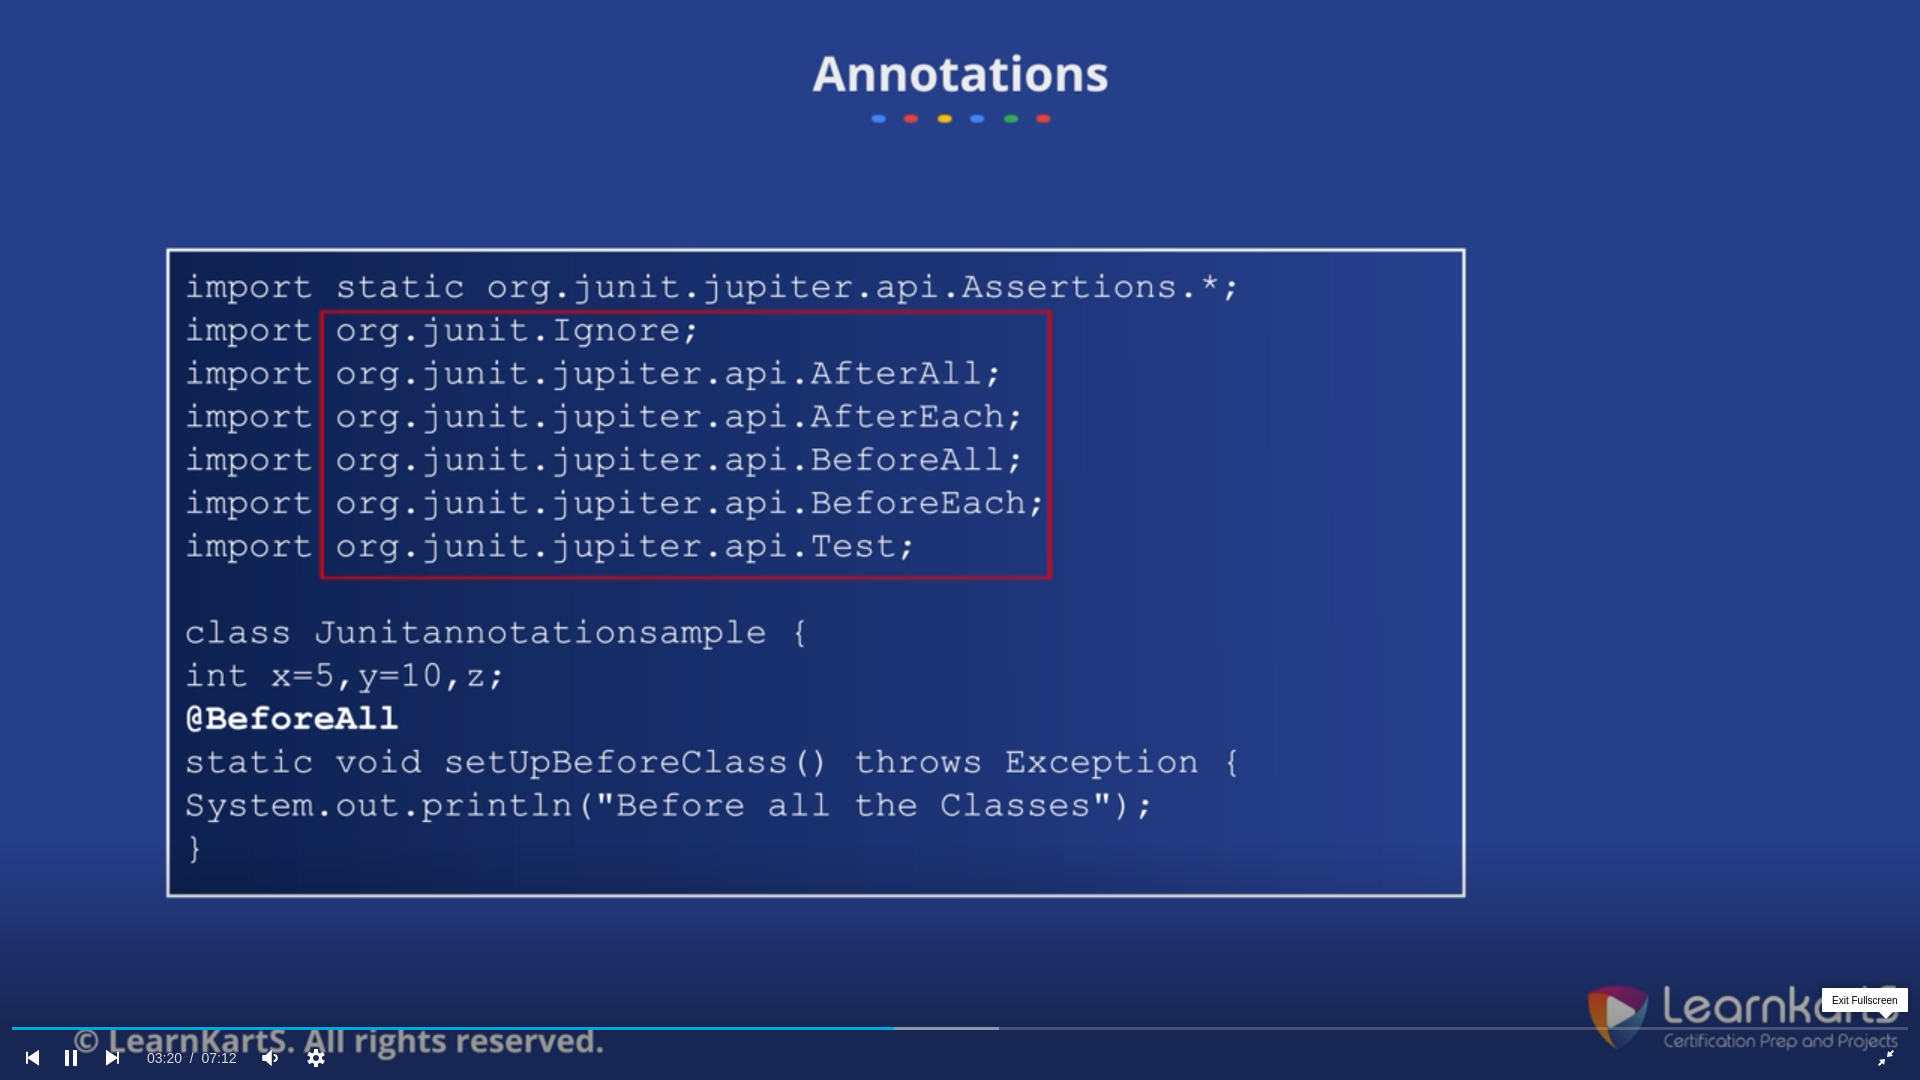 Annotations
import static org.junit.jupiter.api.Assertions.*;
import org.junit.Ignore;
import org.junit.jupiter.api.AfterAll;
import org.junit.jupiter.api.AfterEach;
import org.junit.jupiter.api.BeforeAll;
import org.junit.jupiter.api.BeforeEach;
import org.junit.jupiter.api.Test;
class Junitannotationsample {
int x=5,y=10,z;
@BeforeAll
static void setUpBeforeClass() throws Exception {
System.out.println("Before all the Classes");
}
Exit Fullscreen
LearnkartS
Certification Prep and Projects
© LearnKartS. All rights reserved.
03:20 / 07:12